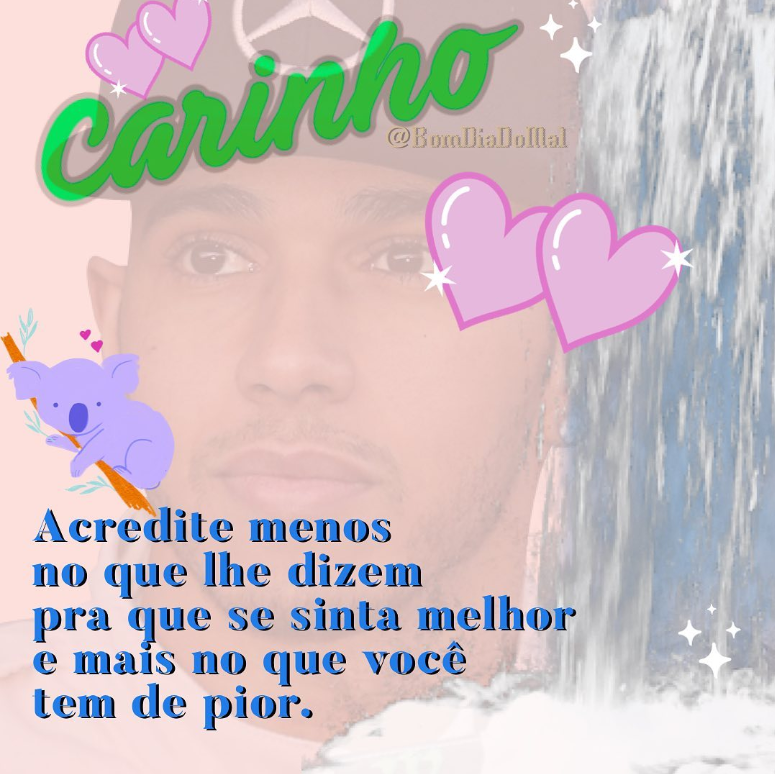 carinho
@BomDiaDoMal
Acredite menos
no que lhe dizem
pra que se sinta melhor
e mais no que você
tem de pior.